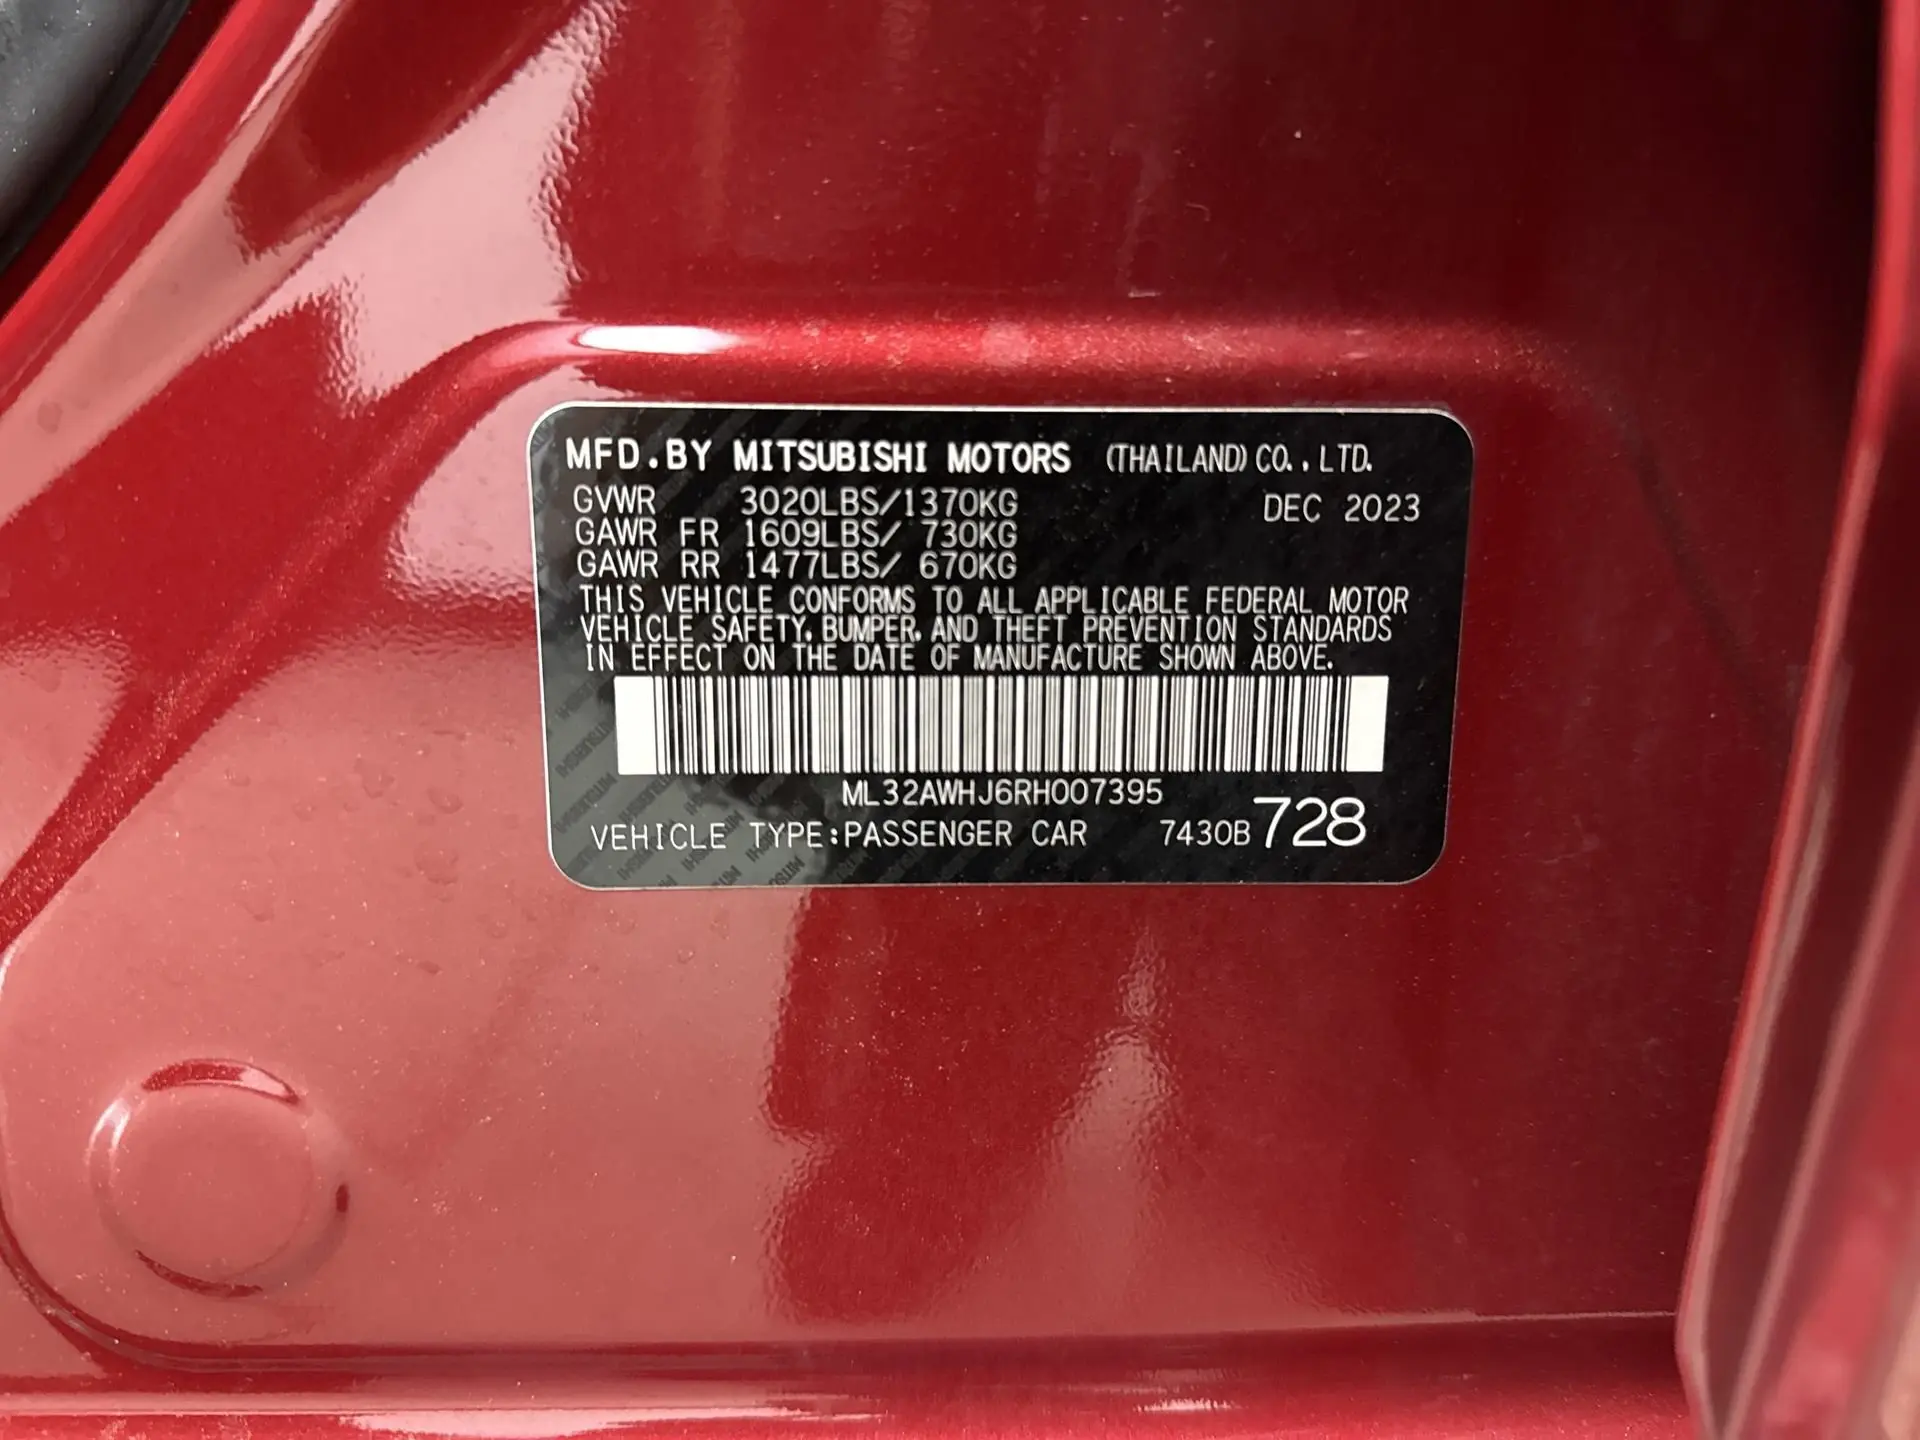 MFD.BY MITSUBISHI MOTORS (THAILAND) CO.,LTD.
GVWR 3020LBS/1370KG DEC 2023
GAWR FR 1609LBS/ 730KG
GAWR RR 1477LBS/ 670KG
THIS VEHICLE CONFORMS TO ALL APPLICABLE FEDERAL MOTOR
VEHICLE SAFETY, BUMPER, AND THEFT PREVENTION STANDARDS
IN EFFECT ON THE DATE OF MANUFACTURE SHOWN ABOVE.
ML32AWHJ6RH007395
VEHICLE TYPE:PASSENGER CAR 7430B 728